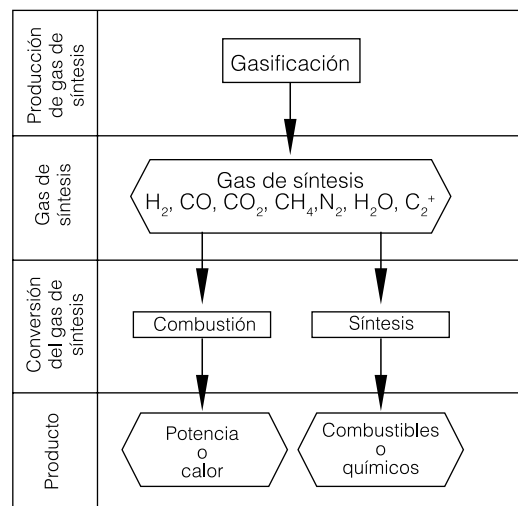 Producción
de gas de
síntesis
Gasificación
Gas de
síntesis
Gas de síntesis
H₂, CO, CO₂, CH₄,N₂, H₂O, C₂⁺
Conversión
del gas de
síntesis
Combustión
Síntesis
Producto
Potencia
o
calor
Combustibles
o
químicos